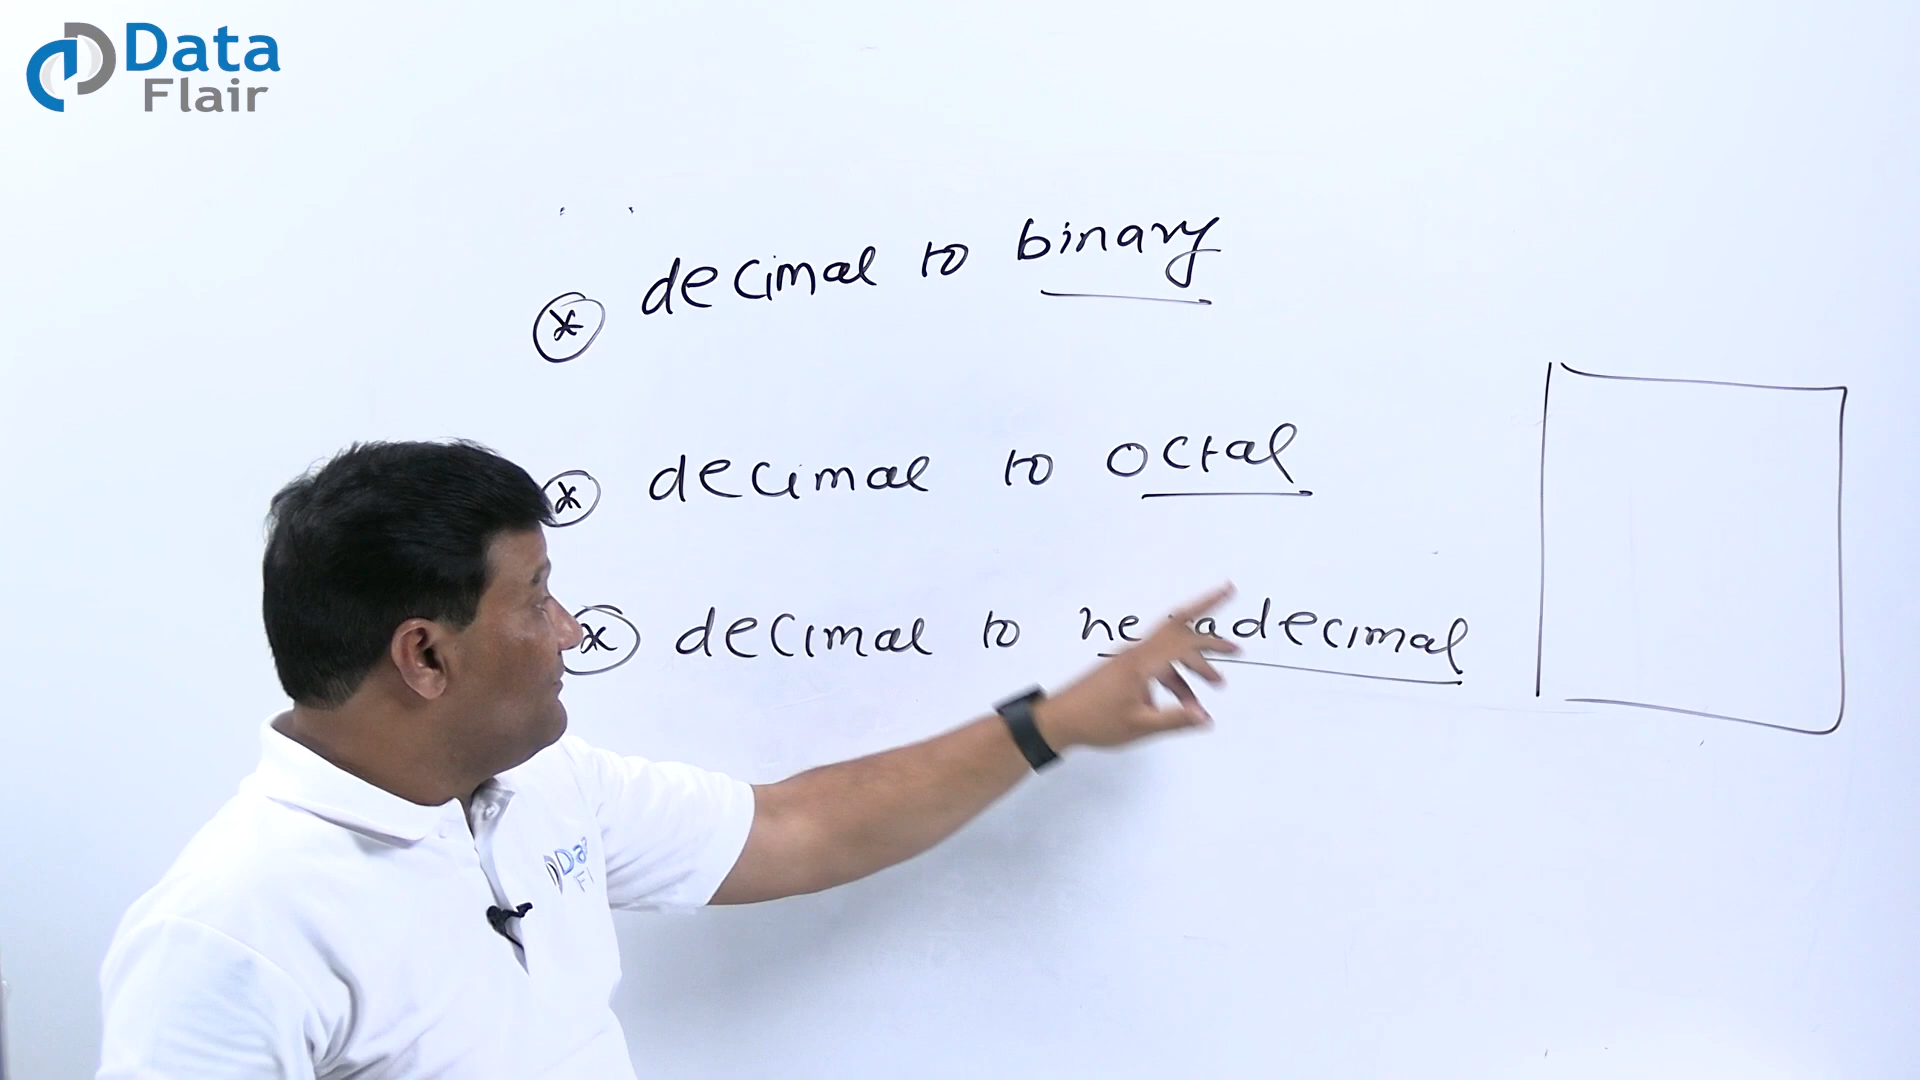 Data
Flair
* decimal to binary
* decimal to octal
* decimal to